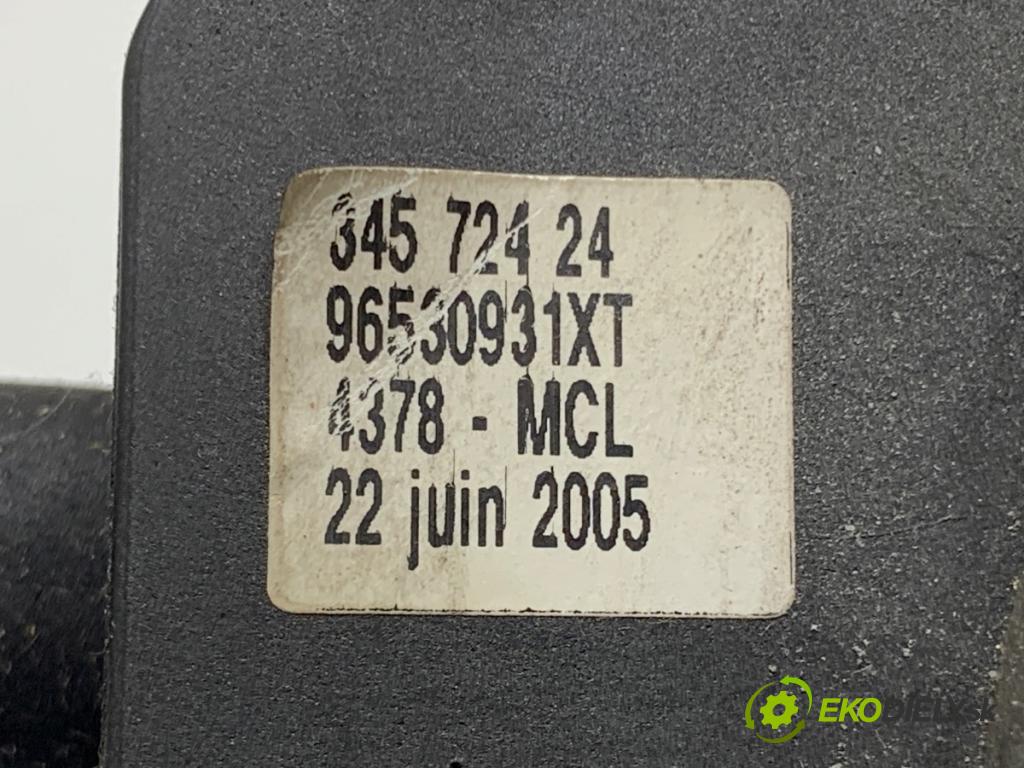 345 724 24
96530931XT
4378 - MCL
22 juin 2005
EKODIELY.SK